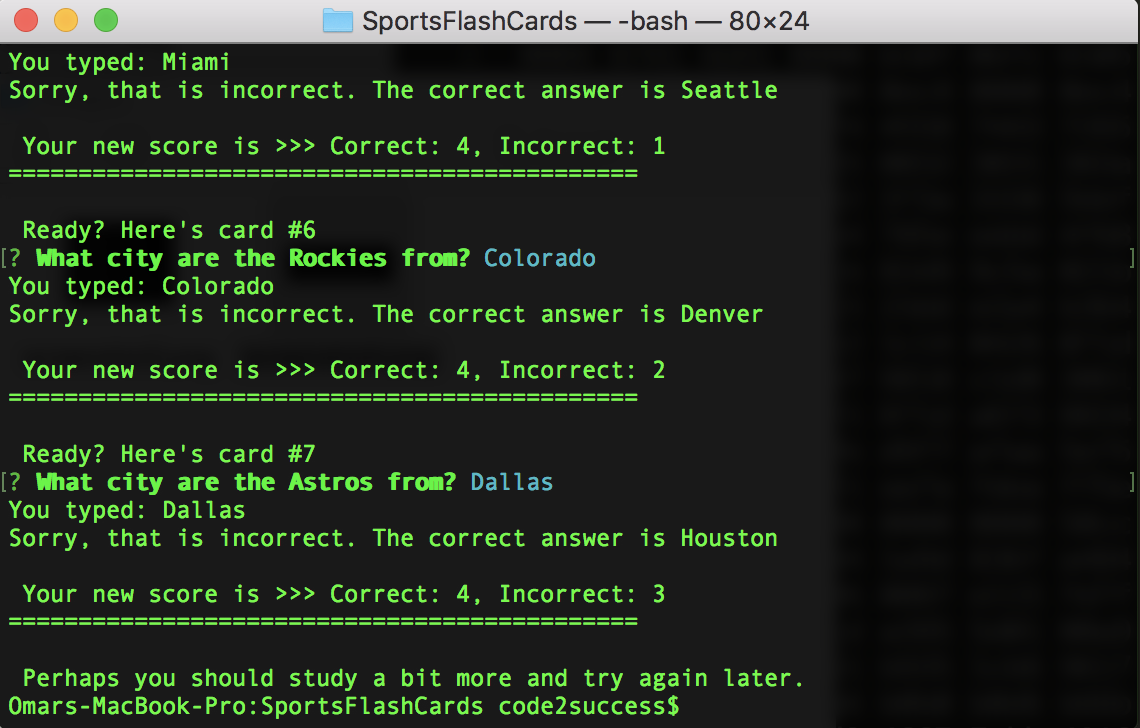 SportsFlashCards — -bash — 80×24
You typed: Miami
Sorry, that is incorrect. The correct answer is Seattle
Your new score is >>> Correct: 4, Incorrect: 1
=============================================
Ready? Here's card #6
[? What city are the Rockies from? Colorado ]
You typed: Colorado
Sorry, that is incorrect. The correct answer is Denver
Your new score is >>> Correct: 4, Incorrect: 2
=============================================
Ready? Here's card #7
[? What city are the Astros from? Dallas ]
You typed: Dallas
Sorry, that is incorrect. The correct answer is Houston
Your new score is >>> Correct: 4, Incorrect: 3
=============================================
Perhaps you should study a bit more and try again later.
Omars-MacBook-Pro:SportsFlashCards code2success$